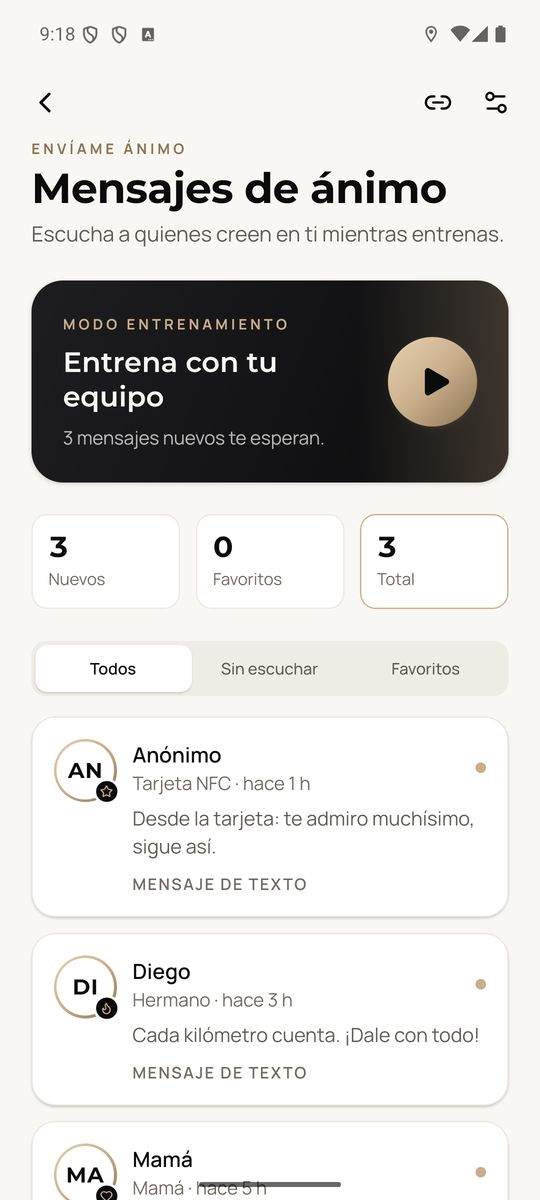 9:18
ENVÍAME ÁNIMO
Mensajes de ánimo
Escucha a quienes creen en ti mientras entrenas.
MODO ENTRENAMIENTO
Entrena con tu
equipo
3 mensajes nuevos te esperan.
3
Nuevos
0
Favoritos
3
Total
Todos
Sin escuchar
Favoritos
AN
Anónimo
Tarjeta NFC · hace 1 h
Desde la tarjeta: te admiro muchísimo,
sigue así.
MENSAJE DE TEXTO
DI
Diego
Hermano · hace 3 h
Cada kilómetro cuenta. ¡Dale con todo!
MENSAJE DE TEXTO
MA
Mamá
Mamá · hace 5 h